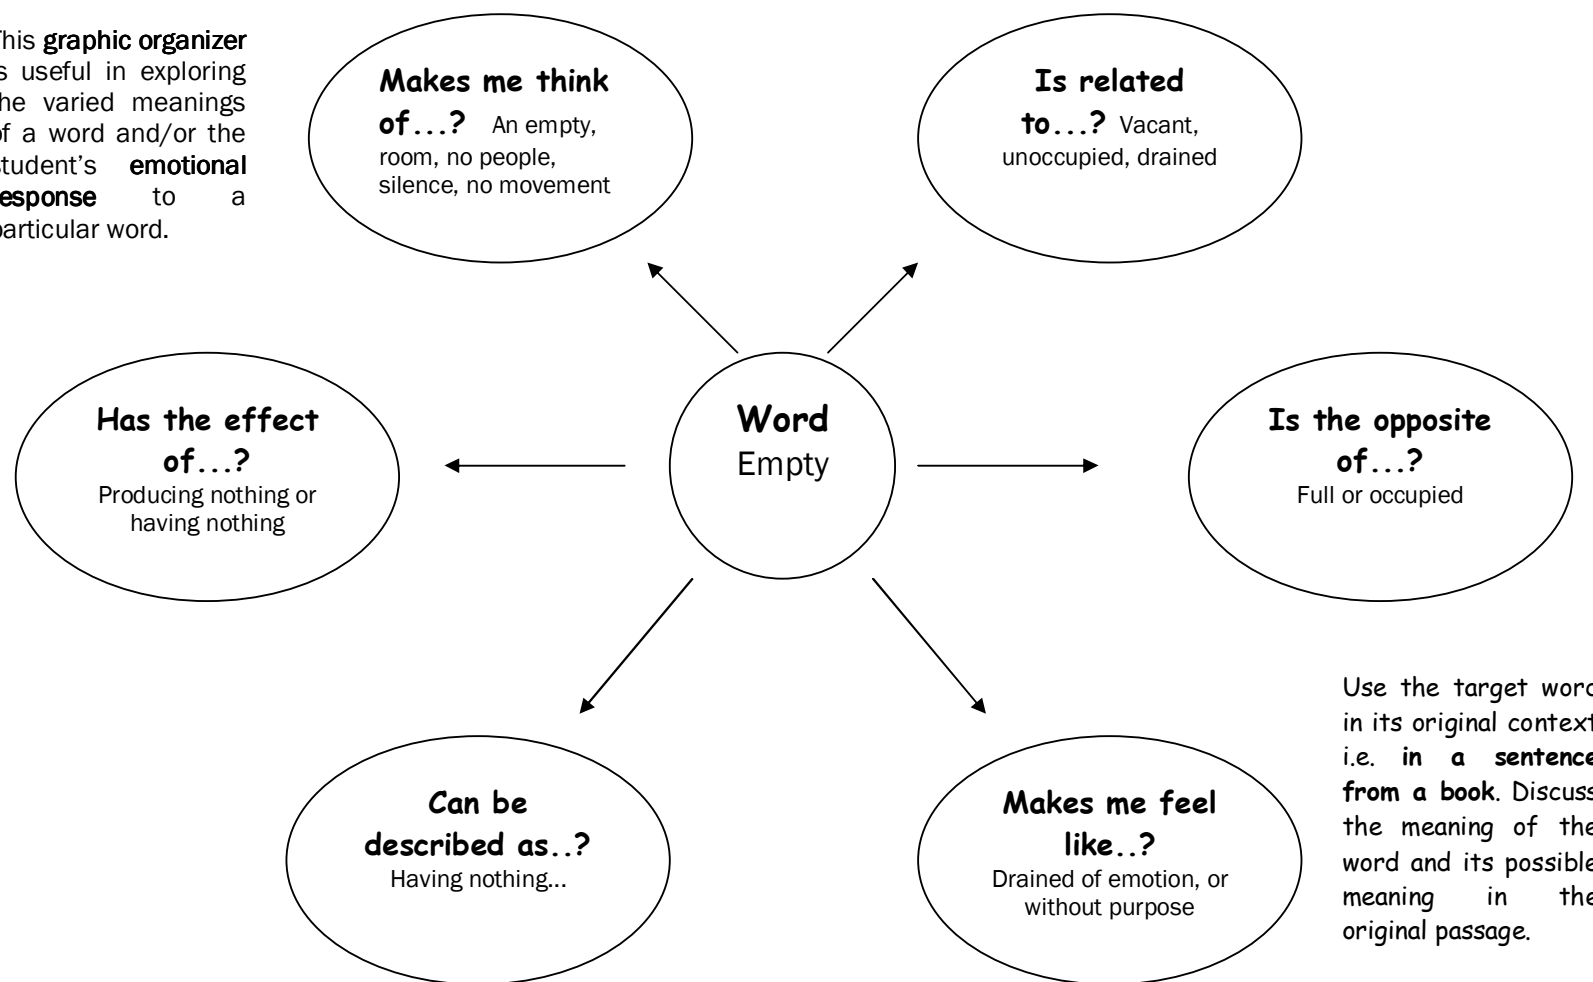 This graphic organizer
is useful in exploring
the varied meanings
of a word and/or the
student's emotional
response to a
particular word.
Makes me think
of...? An empty,
room, no people,
silence, no movement
Is related
to...? Vacant,
unoccupied, drained
Has the effect
of...?
Producing nothing or
having nothing
Word
Empty
Is the opposite
of...?
Full or occupied
Can be
described as..?
Having nothing...
Makes me feel
like..?
Drained of emotion, or
without purpose
Use the target word
in its original context
i.e. in a sentence
from a book. Discuss
the meaning of the
word and its possible
meaning in the
original passage.